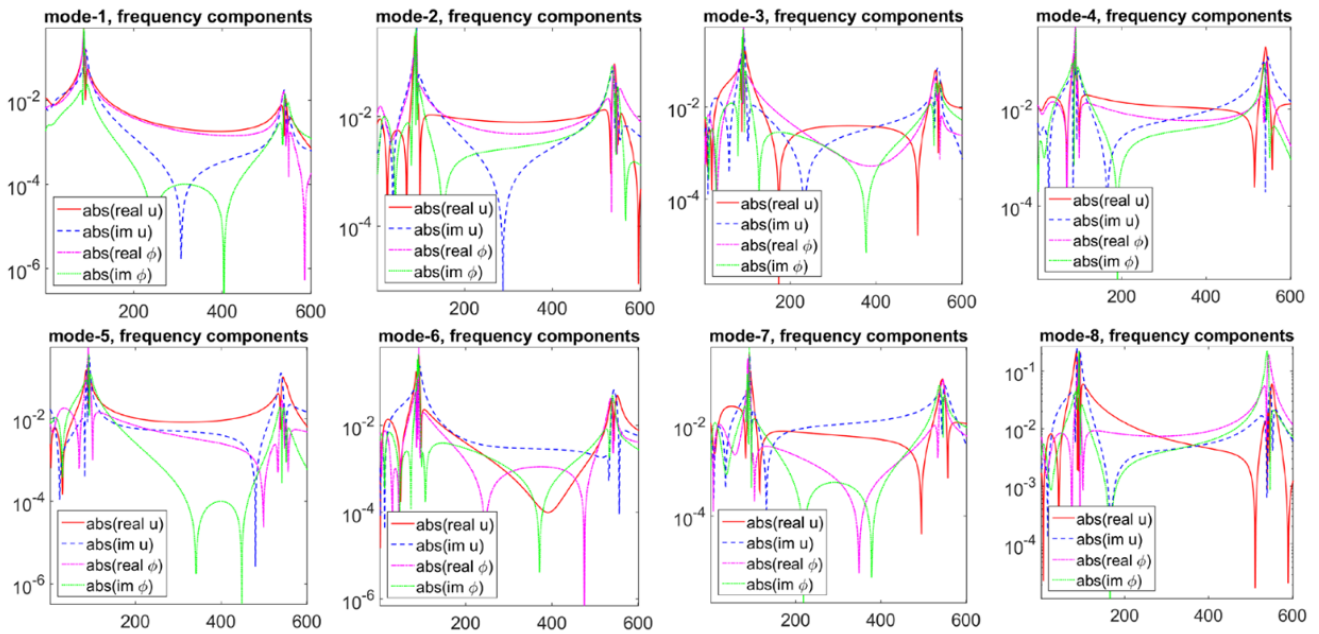 mode-1, frequency components
10^-2
10^-4
10^-6
abs(real u)
abs(im u)
abs(real ϕ)
abs(im ϕ)
200 400 600
mode-2, frequency components
10^-2
10^-4
abs(real u)
abs(im u)
abs(real ϕ)
abs(im ϕ)
200 400 600
mode-3, frequency components
10^-2
10^-4
abs(real u)
abs(im u)
abs(real ϕ)
abs(im ϕ)
200 400 600
mode-4, frequency components
10^-2
10^-4
abs(real u)
abs(im u)
abs(real ϕ)
abs(im ϕ)
200 400 600
mode-5, frequency components
10^-2
10^-4
10^-6
abs(real u)
abs(im u)
abs(real ϕ)
abs(im ϕ)
200 400 600
mode-6, frequency components
10^-2
10^-4
10^-6
abs(real u)
abs(im u)
abs(real ϕ)
abs(im ϕ)
200 400 600
mode-7, frequency components
10^-2
10^-4
abs(real u)
abs(im u)
abs(real ϕ)
abs(im ϕ)
200 400 600
mode-8, frequency components
10^-1
10^-2
10^-3
10^-4
abs(real u)
abs(im u)
abs(real ϕ)
abs(im ϕ)
200 400 600